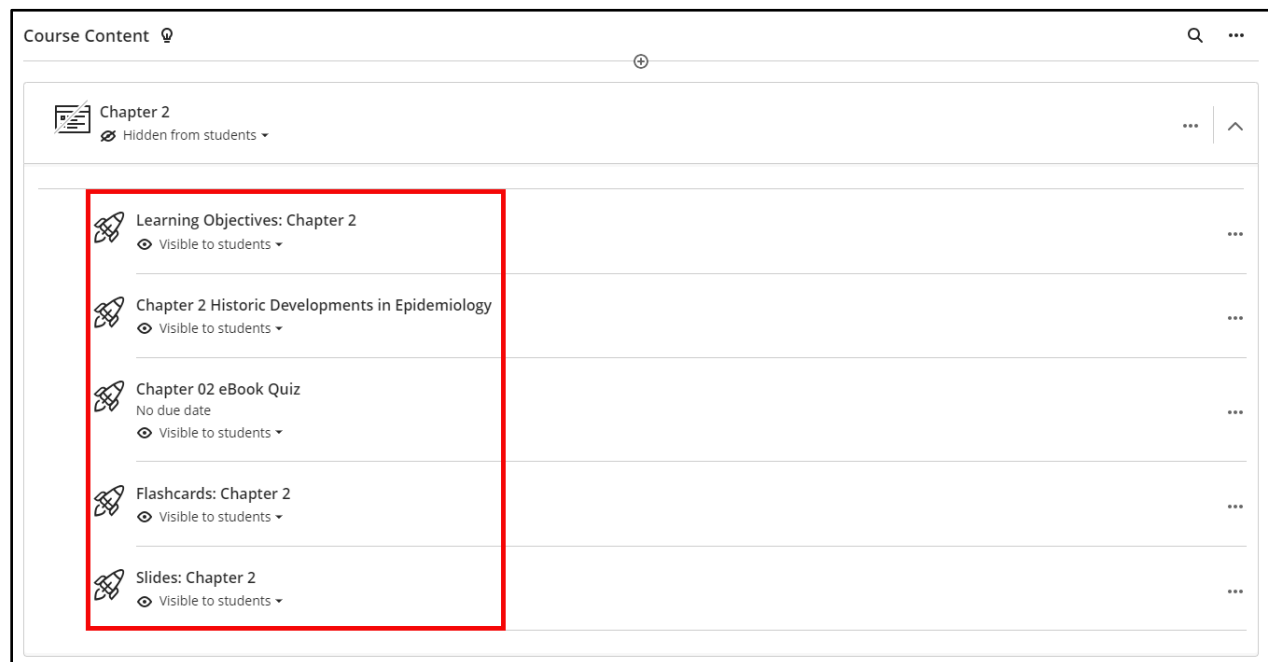 Course Content
Chapter 2
Hidden from students
Learning Objectives: Chapter 2
Visible to students
Chapter 2 Historic Developments in Epidemiology
Visible to students
Chapter 02 eBook Quiz
No due date
Visible to students
Flashcards: Chapter 2
Visible to students
Slides: Chapter 2
Visible to students